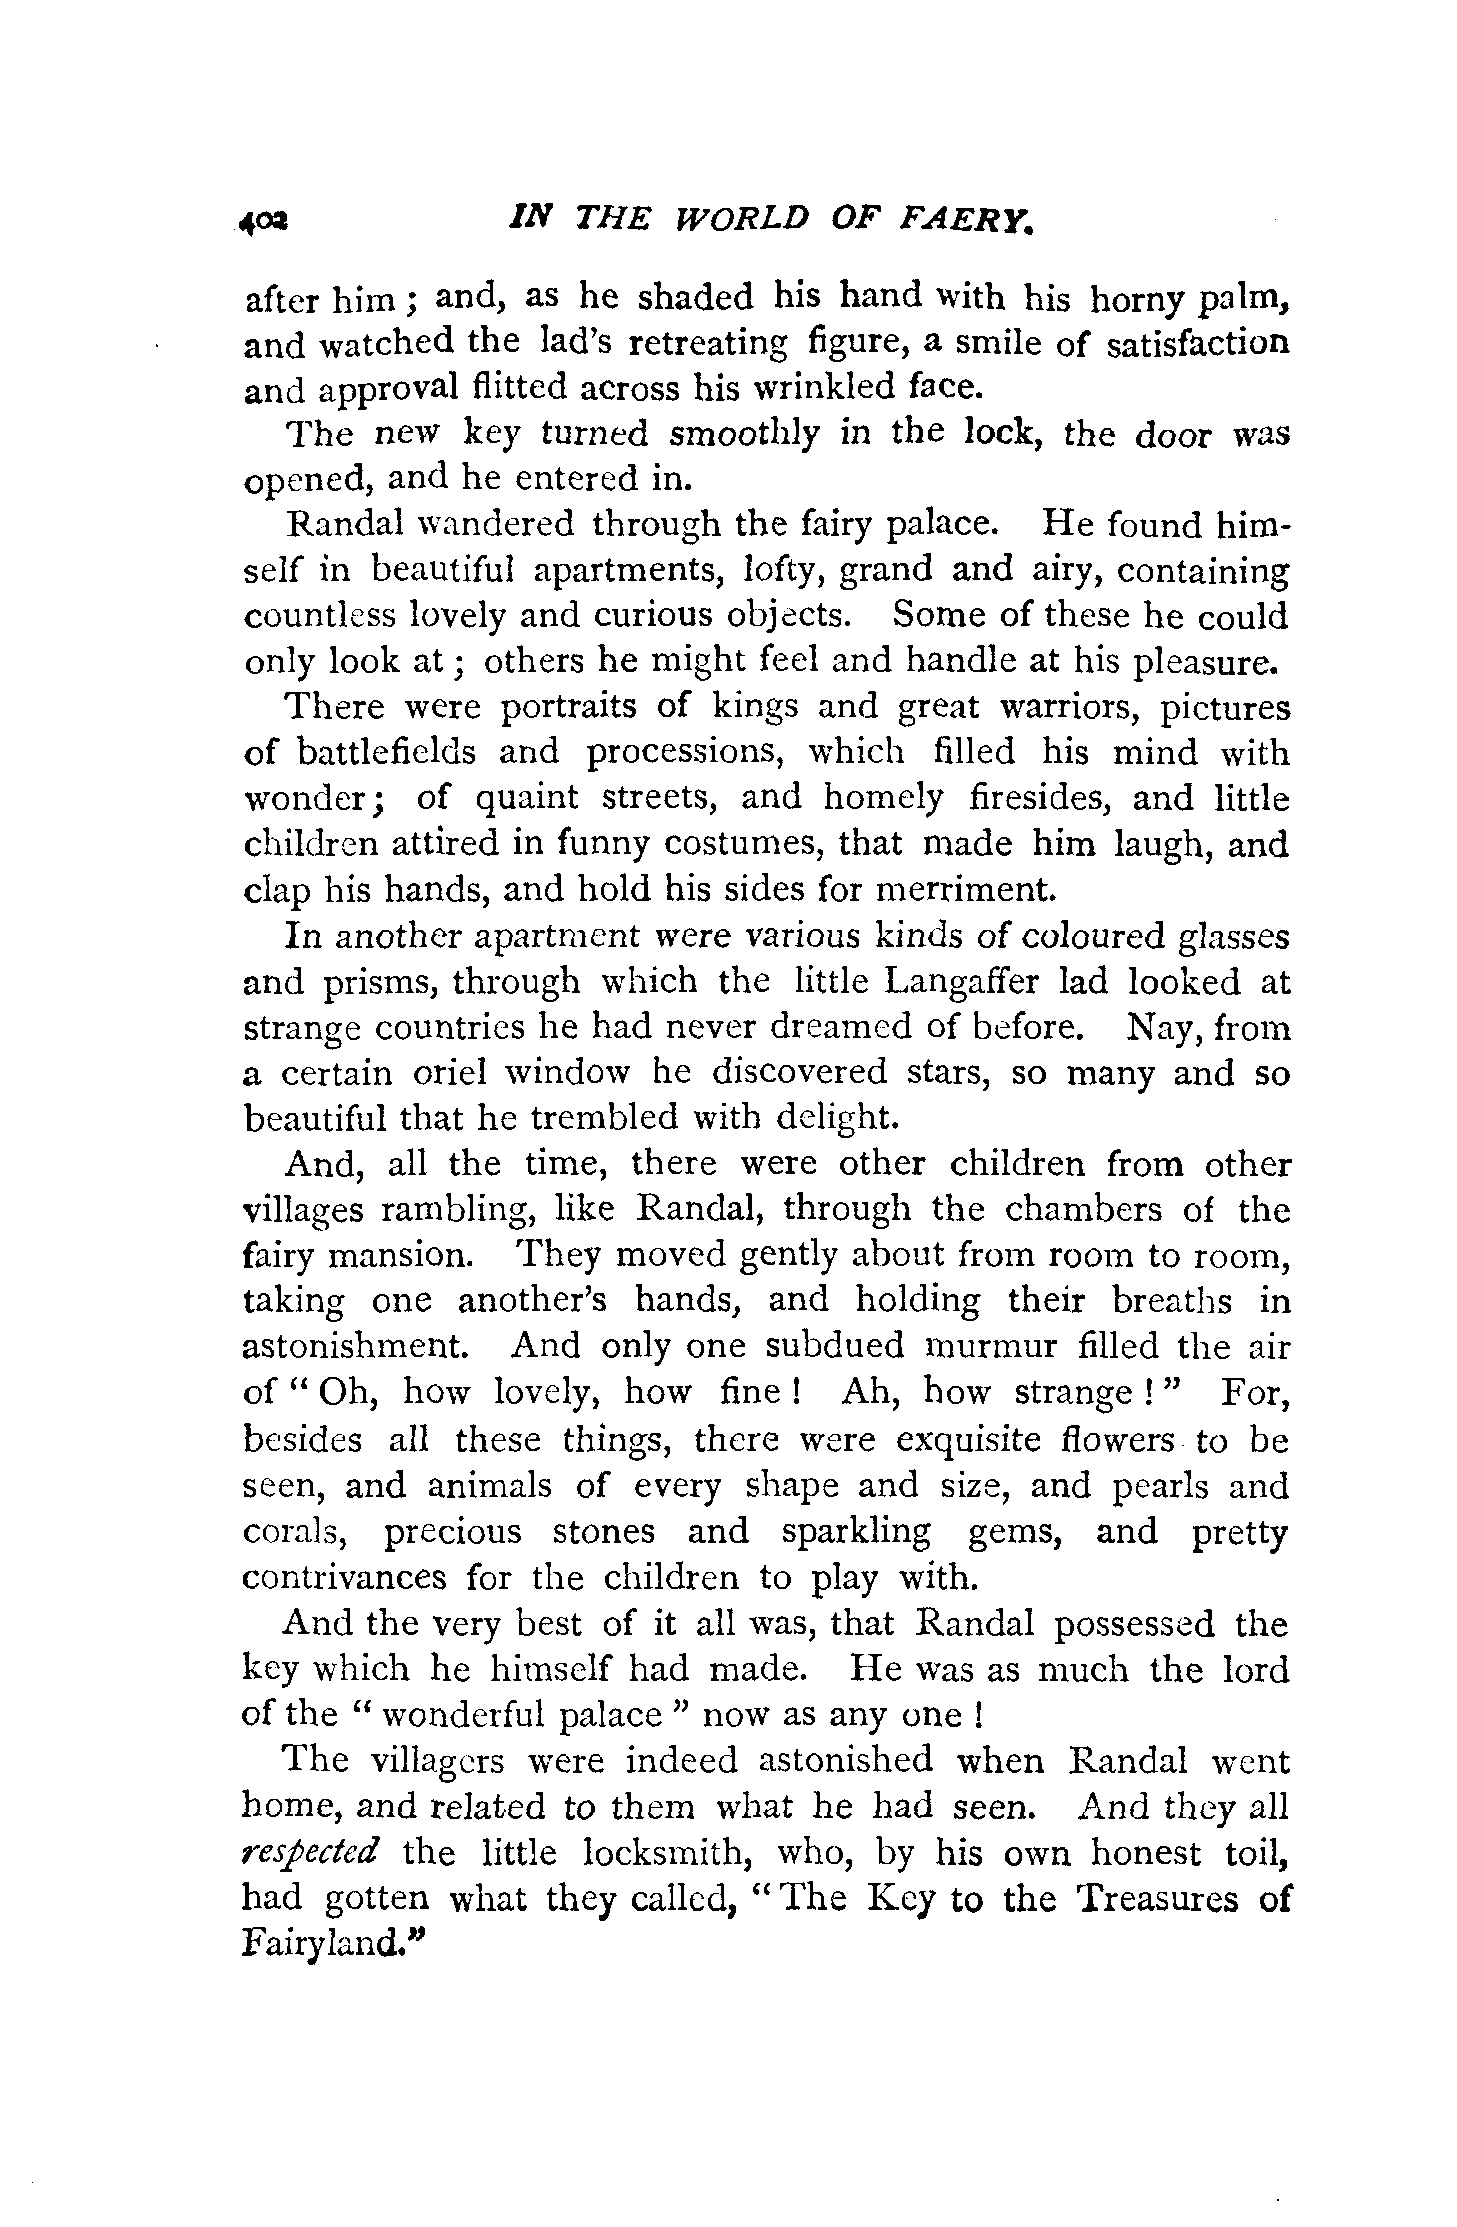 402 IN THE WORLD OF FAERY.
after him ; and, as he shaded his hand with his horny palm,
and watched the lad's retreating figure, a smile of satisfaction
and approval flitted across his wrinkled face.
The new key turned smoothly in the lock, the door was
opened, and he entered in.
Randal wandered through the fairy palace. He found him-
self in beautiful apartments, lofty, grand and airy, containing
countless lovely and curious objects. Some of these he could
only look at ; others he might feel and handle at his pleasure.
There were portraits of kings and great warriors, pictures
of battlefields and processions, which filled his mind with
wonder ; of quaint streets, and homely firesides, and little
children attired in funny costumes, that made him laugh, and
clap his hands, and hold his sides for merriment.
In another apartment were various kinds of coloured glasses
and prisms, through which the little Langaffer lad looked at
strange countries he had never dreamed of before. Nay, from
a certain oriel window he discovered stars, so many and so
beautiful that he trembled with delight.
And, all the time, there were other children from other
villages rambling, like Randal, through the chambers of the
fairy mansion. They moved gently about from room to room,
taking one another's hands, and holding their breaths in
astonishment. And only one subdued murmur filled the air
of " Oh, how lovely, how fine ! Ah, how strange ! " For,
besides all these things, there were exquisite flowers to be
seen, and animals of every shape and size, and pearls and
corals, precious stones and sparkling gems, and pretty
contrivances for the children to play with.
And the very best of it all was, that Randal possessed the
key which he himself had made. He was as much the lord
of the " wonderful palace " now as any one !
The villagers were indeed astonished when Randal went
home, and related to them what he had seen. And they all
respected the little locksmith, who, by his own honest toil,
had gotten what they called, " The Key to the Treasures of
Fairyland."